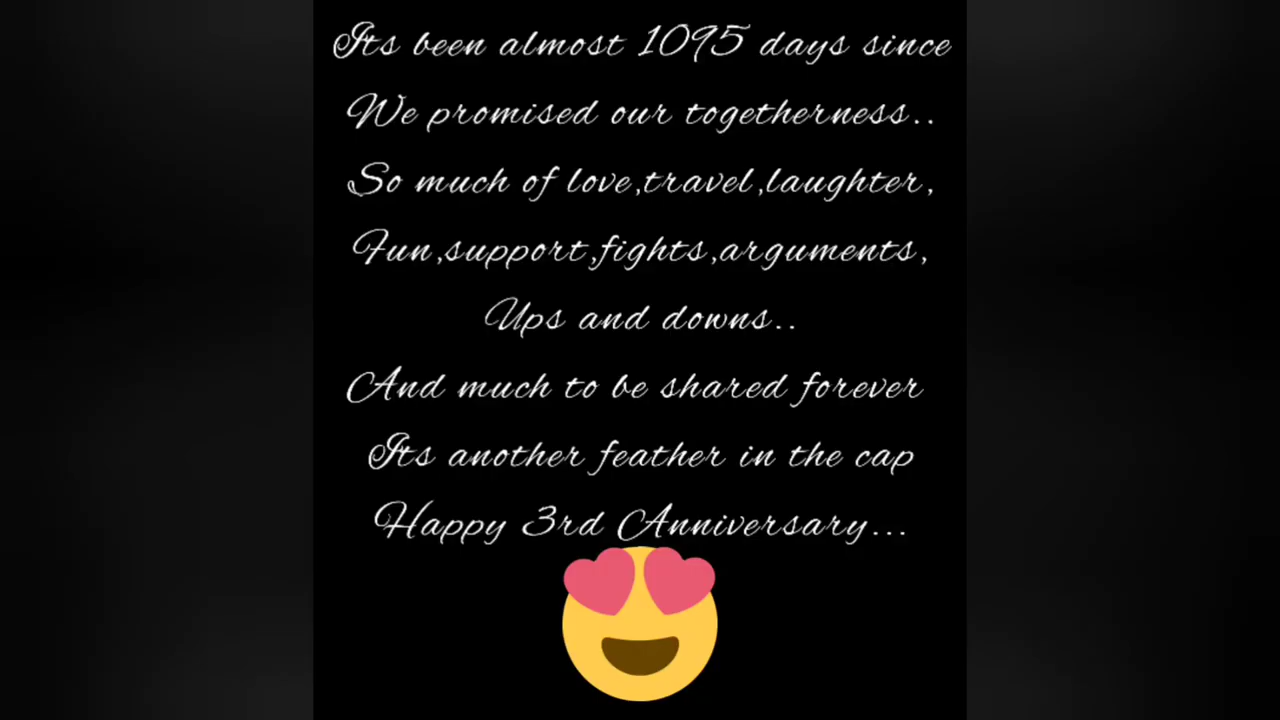 Its been almost 1095 days since
We promised our togetherness..
So much of love,travel,laughter,
Fun,support,fights,arguments,
Ups and downs..
And much to be shared forever
Its another feather in the cap
Happy 3rd Anniversary...